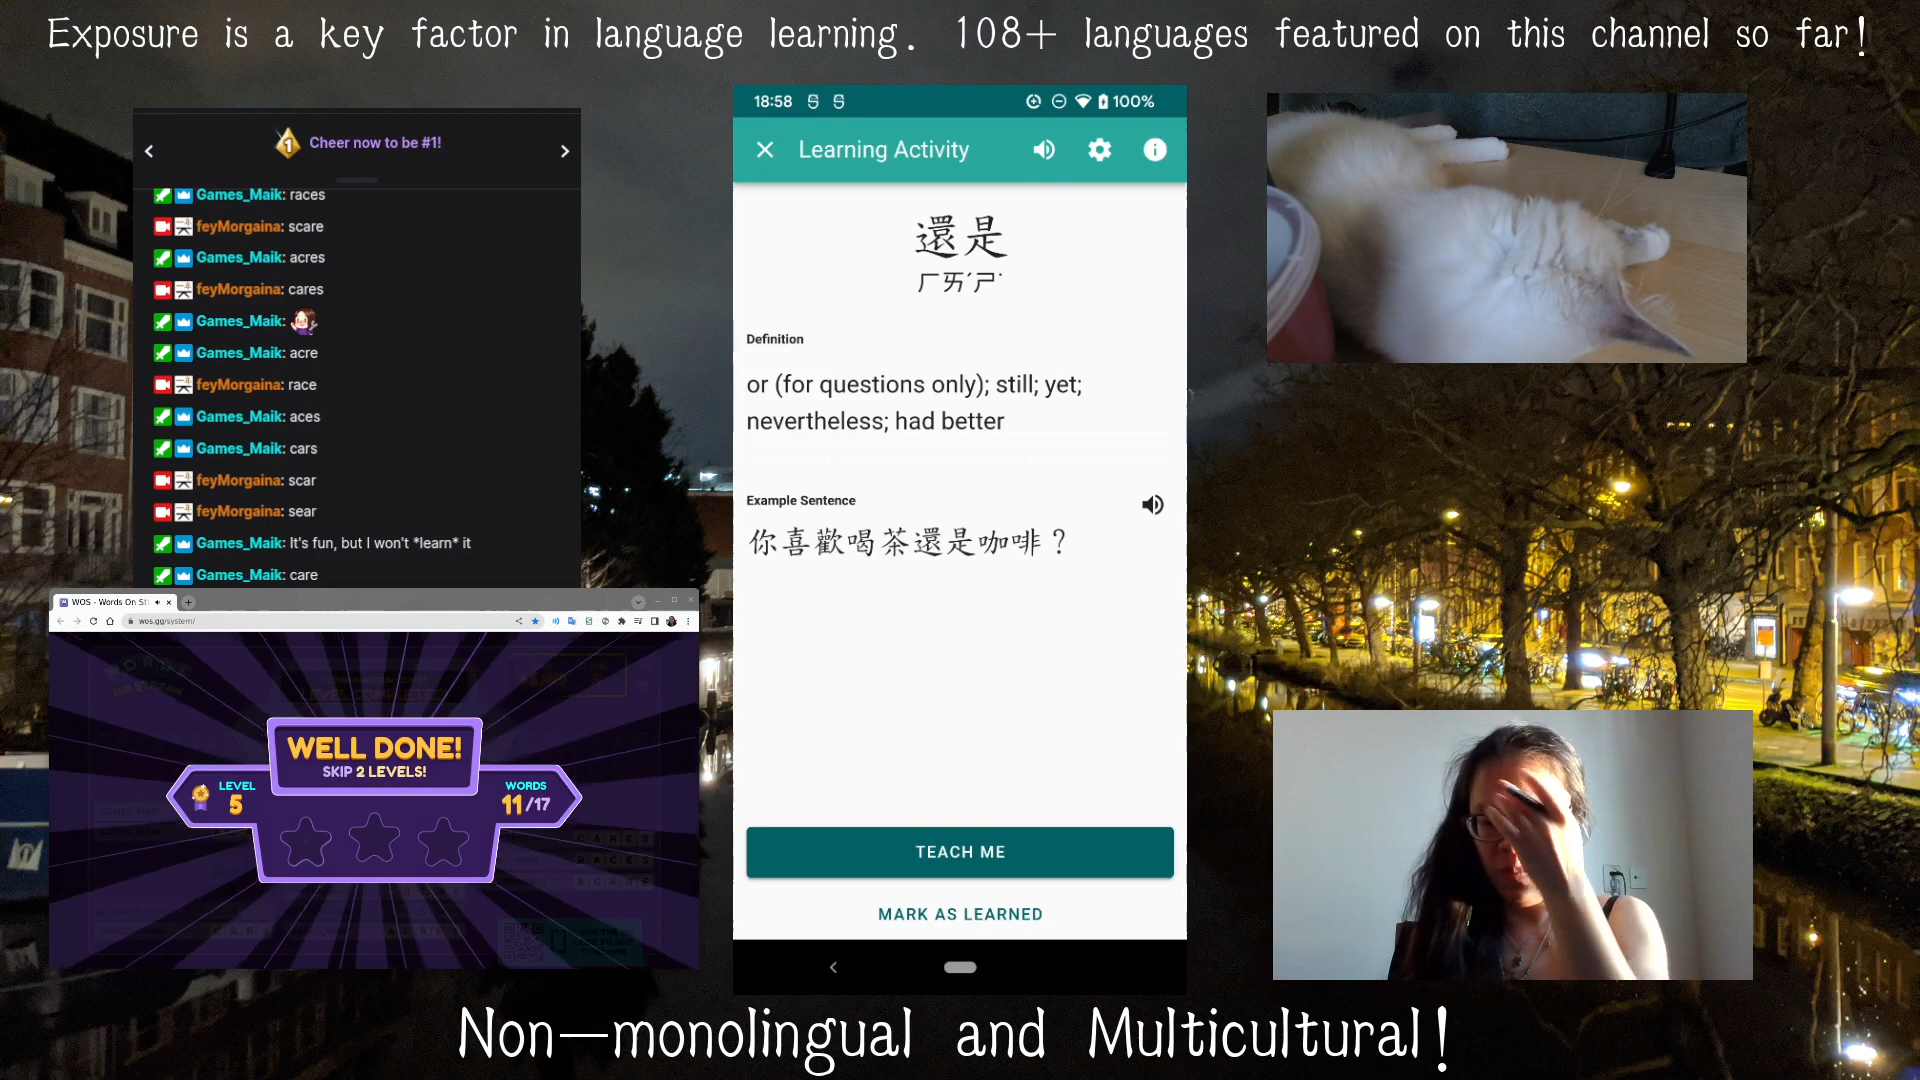 Exposure is a key factor in language learning. 108+ languages featured on this channel so far!
Cheer now to be #1!
Games_Maik: races
feyMorgaina: scare
Games_Maik: acres
feyMorgaina: cares
Games_Maik:
Games_Maik: acre
feyMorgaina: race
Games_Maik: aces
Games_Maik: cars
feyMorgaina: scar
feyMorgaina: sear
Games_Maik: It's fun, but I won't *learn* it
Games_Maik: care
WOS - Words On St
wos.gg/system/
WELL DONE!
SKIP 2 LEVELS!
LEVEL
5
WORDS
11/17
CARES
RACES
SCARE
18:58
100%
Learning Activity
還是
ㄏㄞˊㄕ˙
Definition
or (for questions only); still; yet;
nevertheless; had better
Example Sentence
你喜歡喝茶還是咖啡？
TEACH ME
MARK AS LEARNED
Non-monolingual and Multicultural!